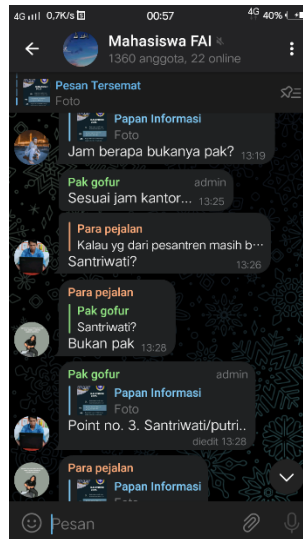 4G 0,7K/s 00:57 4G 40%
Mahasiswa FAI
1360 anggota, 22 online
Pesan Tersemat
Foto
Papan Informasi
Foto
Jam berapa bukanya pak? 13:19
Pak gofur admin
Sesuai jam kantor... 13:25
Para pejalan
Kalau yg dari pesantren masih b...
Santriwati? 13:26
Para pejalan
Pak gofur
Santriwati?
Bukan pak 13:28
Pak gofur admin
Papan Informasi
Foto
Point no. 3. Santriwati/putri..
diedit 13:28
Para pejalan
Papan Informasi
Foto
Pesan